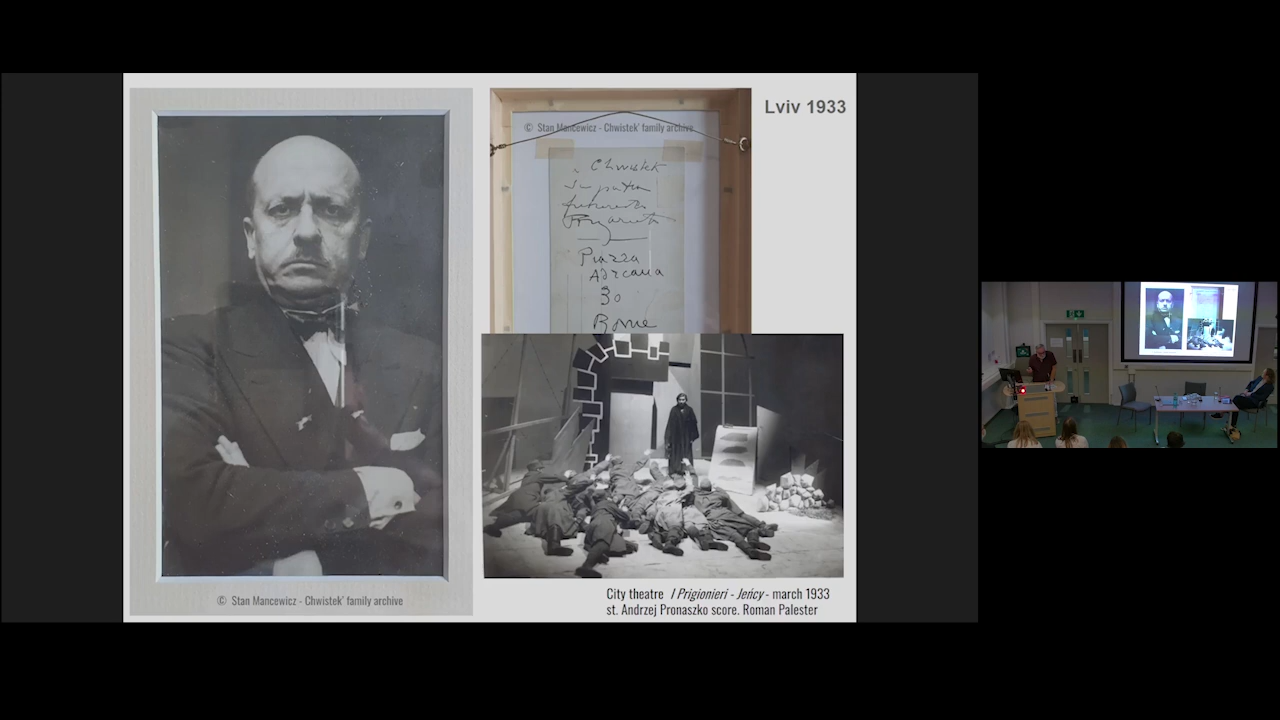 Lviv 1933
© Stan Mancewicz - Chwistek' family archive
Chwistek
futurista
Piazza
Adriana
30
Rome
© Stan Mancewicz - Chwistek' family archive
City theatre I Prigionieri - Jeńcy - march 1933
st. Andrzej Pronaszko score. Roman Palester